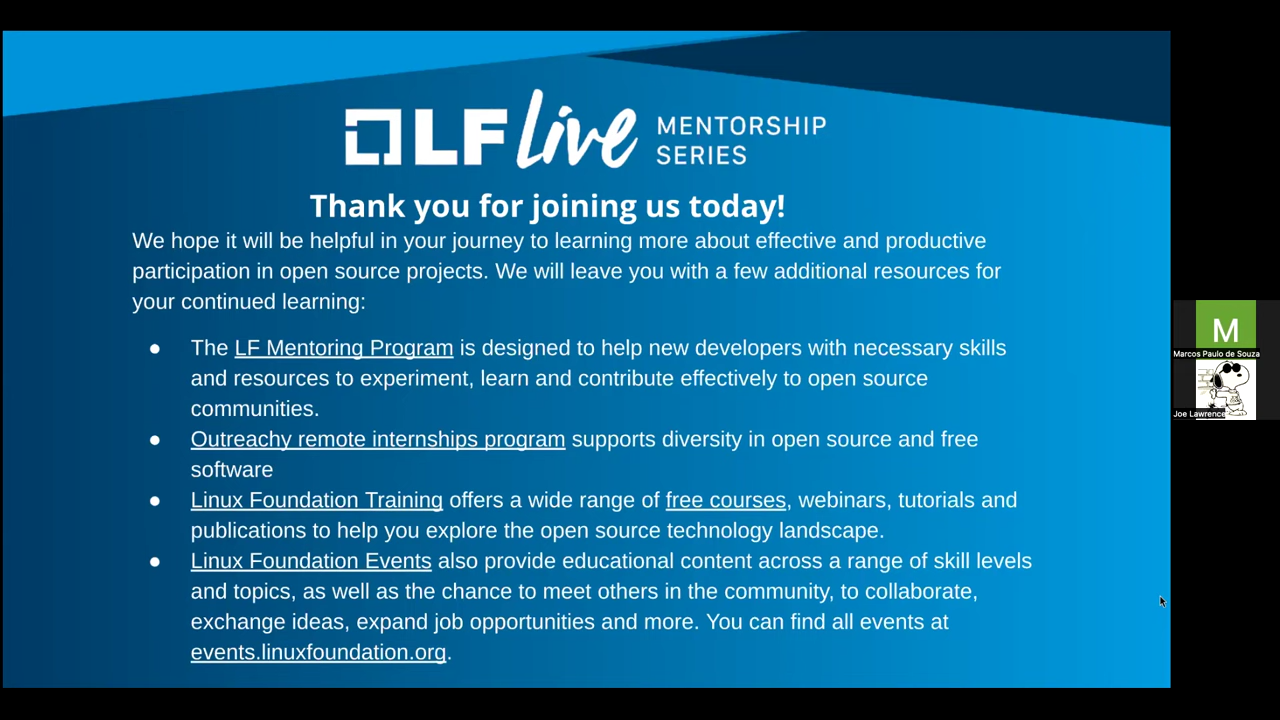 LF Live MENTORSHIP
SERIES
Thank you for joining us today!
We hope it will be helpful in your journey to learning more about effective and productive
participation in open source projects. We will leave you with a few additional resources for
your continued learning:
● The LF Mentoring Program is designed to help new developers with necessary skills
and resources to experiment, learn and contribute effectively to open source
communities.
● Outreachy remote internships program supports diversity in open source and free
software
● Linux Foundation Training offers a wide range of free courses, webinars, tutorials and
publications to help you explore the open source technology landscape.
● Linux Foundation Events also provide educational content across a range of skill levels
and topics, as well as the chance to meet others in the community, to collaborate,
exchange ideas, expand job opportunities and more. You can find all events at
events.linuxfoundation.org.
M
Marcos Paulo de Souza
Joe Lawrence